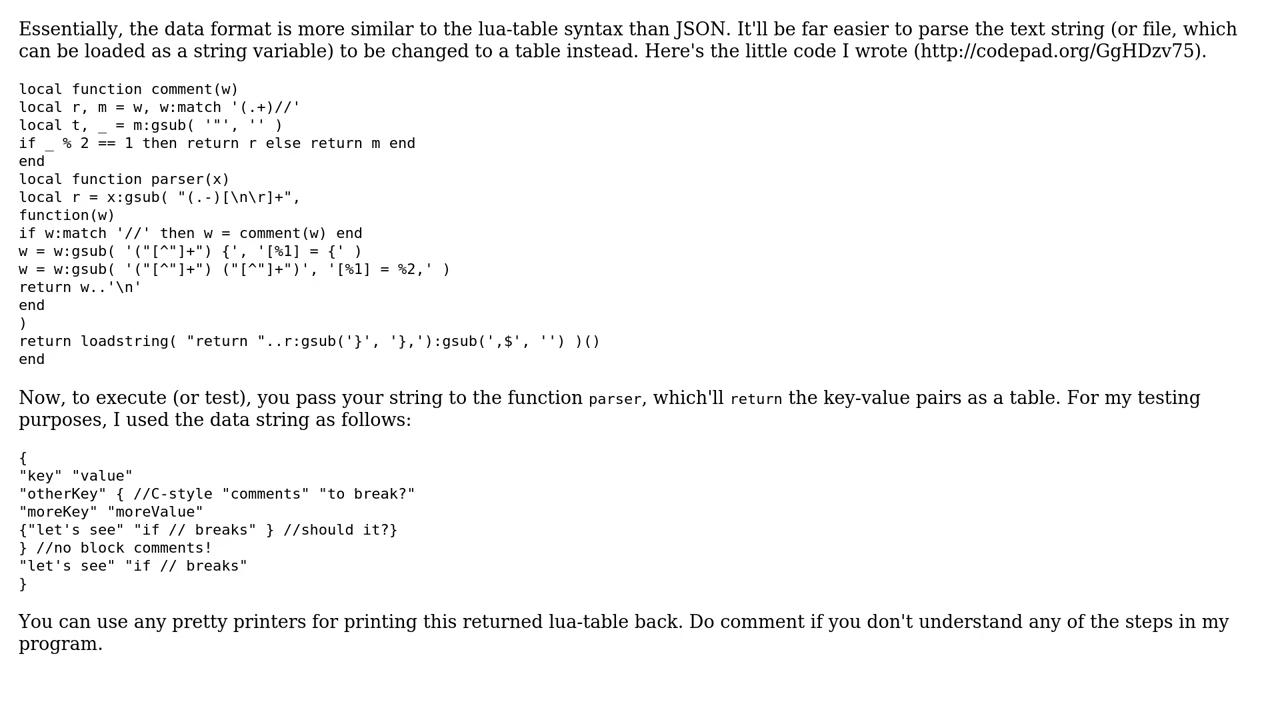 Essentially, the data format is more similar to the lua-table syntax than JSON. It'll be far easier to parse the text string (or file, which
can be loaded as a string variable) to be changed to a table instead. Here's the little code I wrote (http://codepad.org/GgHDzv75).
local function comment(w)
local r, m = w, w:match '(.+)//'
local t, _ = m:gsub( '"', '' )
if _ % 2 == 1 then return r else return m end
end
local function parser(x)
local r = x:gsub( "(.-)[\n\r]+",
function(w)
if w:match '//' then w = comment(w) end
w = w:gsub( '("[^"]+") {', '[%1] = {' )
w = w:gsub( '("[^"]+") ("[^"]+")', '[%1] = %2,' )
return w..'\n'
end
)
return loadstring( "return "..r:gsub('}', '},'):gsub(',$', '') )()
end
Now, to execute (or test), you pass your string to the function parser, which'll return the key-value pairs as a table. For my testing
purposes, I used the data string as follows:
{
"key" "value"
"otherKey" { //C-style "comments" "to break?"
"moreKey" "moreValue"
{"let's see" "if // breaks" } //should it?}
} //no block comments!
"let's see" "if // breaks"
}
You can use any pretty printers for printing this returned lua-table back. Do comment if you don't understand any of the steps in my
program.